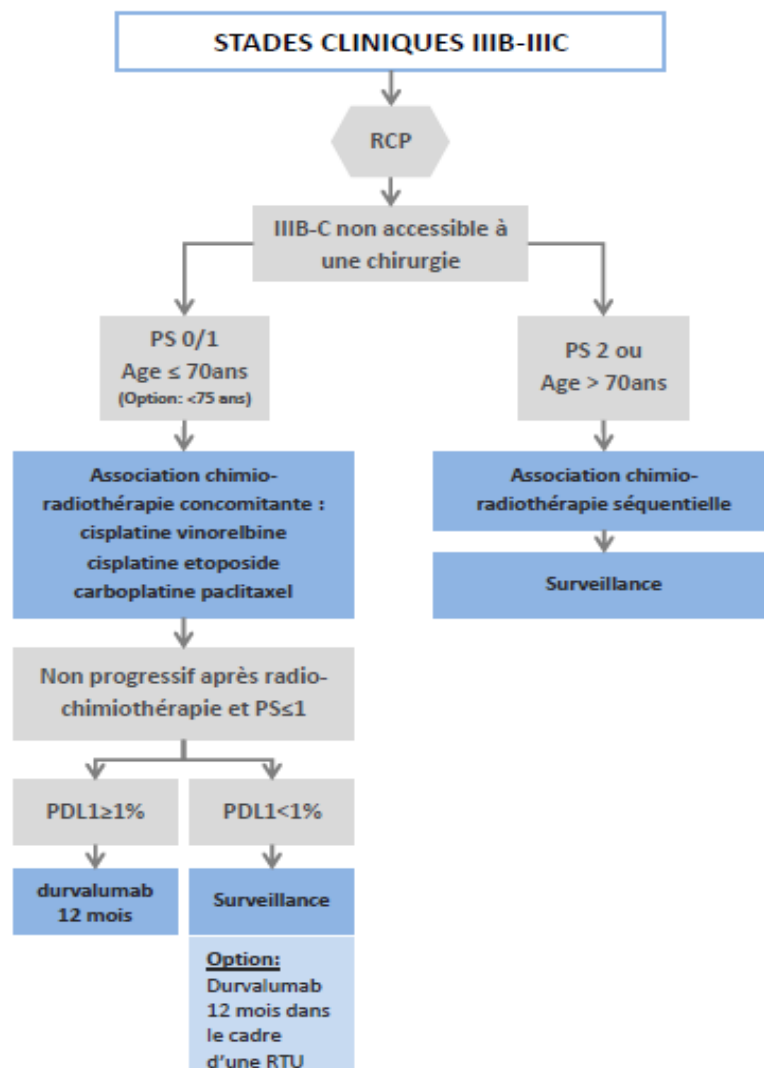 STADES CLINIQUES IIIB-IIIC
RCP
IIIB-C non accessible à
une chirurgie
PS 0/1
Age ≤ 70ans
(Option: <75 ans)
Association chimio-
radiothérapie concomitante :
cisplatine vinorelbine
cisplatine etoposide
carboplatine paclitaxel
Non progressif après radio-
chimiothérapie et PS≤1
PDL1≥1%
durvalumab
12 mois
PDL1<1%
Surveillance
Option:
Durvalumab
12 mois dans
le cadre
d'une RTU
PS 2 ou
Age > 70ans
Association chimio-
radiothérapie séquentielle
Surveillance